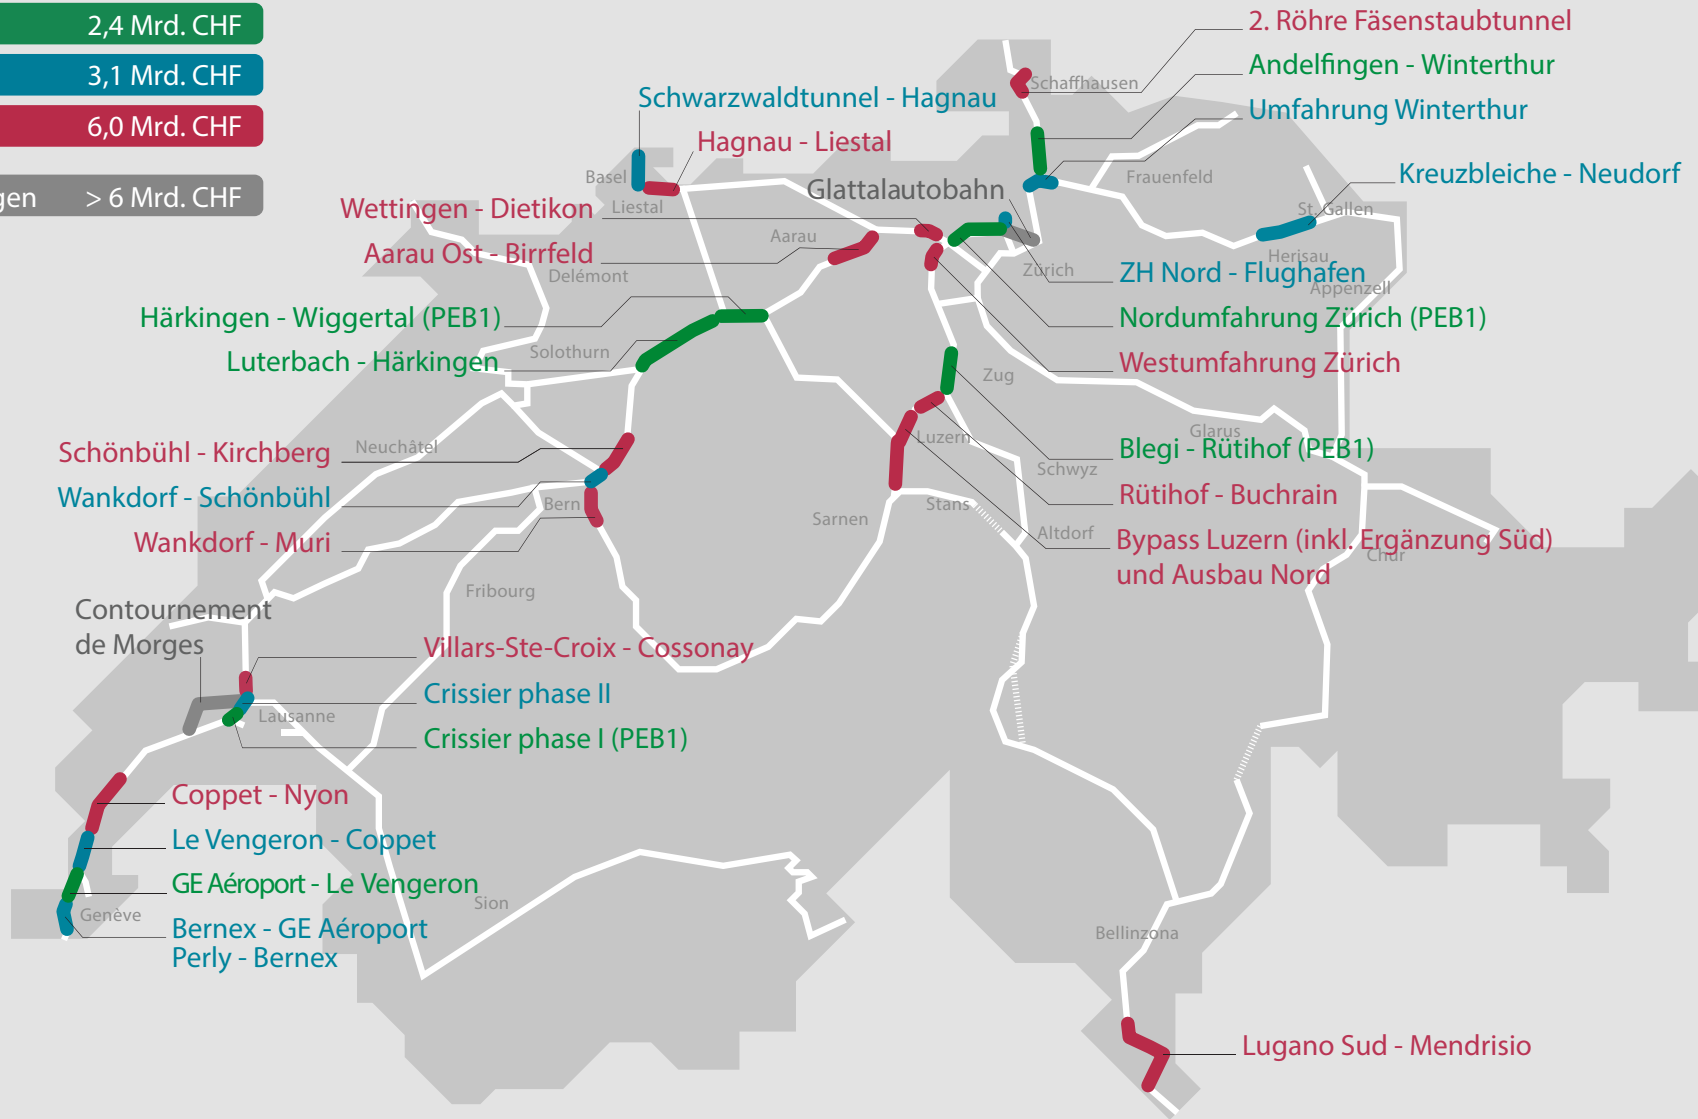 2,4 Mrd. CHF
3,1 Mrd. CHF
6,0 Mrd. CHF
> 6 Mrd. CHF
2. Röhre Fäsenstaubtunnel
Andelfingen - Winterthur
Umfahrung Winterthur
Kreuzbleiche - Neudorf
Schwarzwaldtunnel - Hagnau
Hagnau - Liestal
Glattalautobahn
Wettingen - Dietikon
Aarau Ost - Birrfeld
Härkingen - Wiggertal (PEB1)
Luterbach - Härkingen
Schönbühl - Kirchberg
Wankdorf - Schönbühl
Wankdorf - Muri
ZH Nord - Flughafen
Nordumfahrung Zürich (PEB1)
Westumfahrung Zürich
Blegi - Rütihof (PEB1)
Rütihof - Buchrain
Bypass Luzern (inkl. Ergänzung Süd)
und Ausbau Nord
Contournement
de Morges
Villars-Ste-Croix - Cossonay
Crissier phase II
Crissier phase I (PEB1)
Coppet - Nyon
Le Vengeron - Coppet
GE Aéroport - Le Vengeron
Bernex - GE Aéroport
Perly - Bernex
Lugano Sud - Mendrisio
Schaffhausen
Basel
Liestal
Frauenfeld
St. Gallen
Herisau
Appenzell
Aarau
Delémont
Zürich
Solothurn
Zug
Neuchâtel
Luzern
Glarus
Schwyz
Bern
Sarnen
Stans
Altdorf
Chur
Fribourg
Lausanne
Genève
Sion
Bellinzona